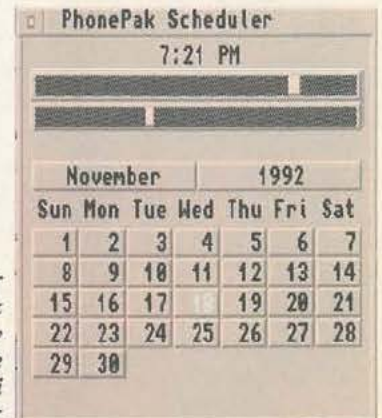 PhonePak Scheduler
7:21 PM
November 1992
Sun Mon Tue Wed Thu Fri Sat
1 2 3 4 5 6 7
8 9 10 11 12 13 14
15 16 17 18 19 20 21
22 23 24 25 26 27 28
29 30